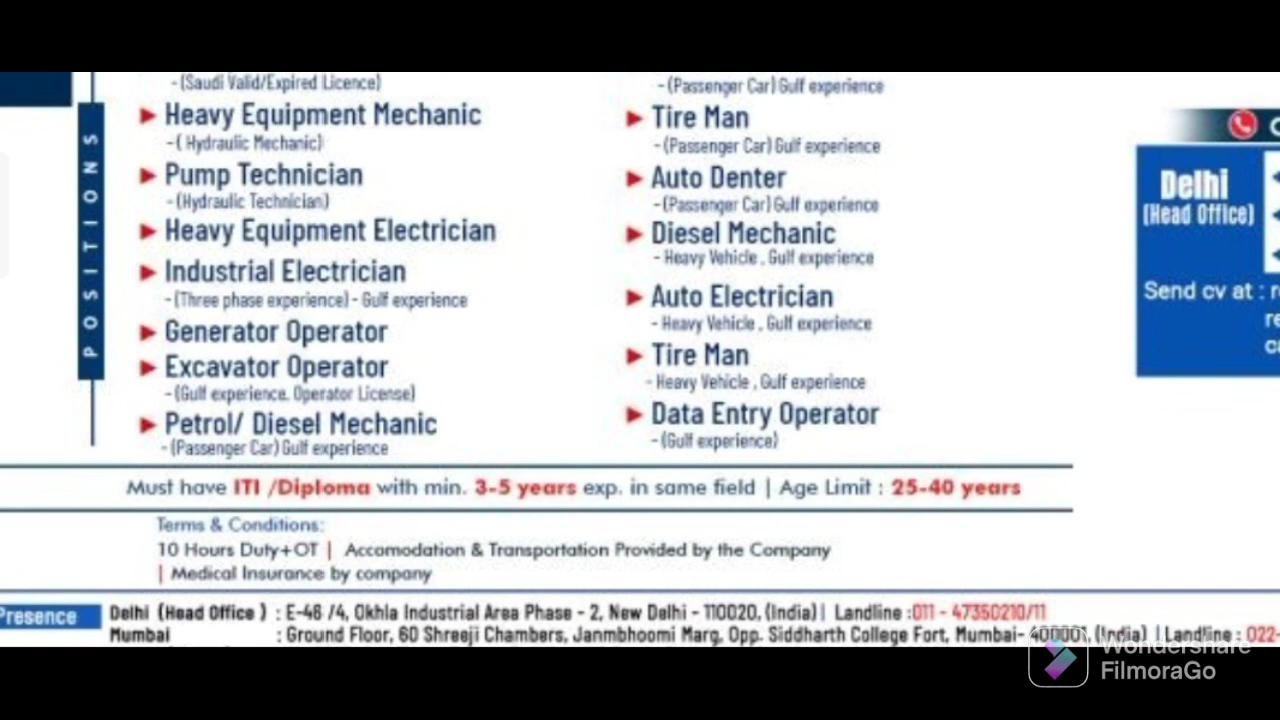 - (Saudi Valid/Expired Licence)
Heavy Equipment Mechanic
- ( Hydraulic Mechanic)
Pump Technician
- (Hydraulic Technician)
Heavy Equipment Electrician
Industrial Electrician
- (Three phase experience) - Gulf experience
Generator Operator
Excavator Operator
- (Gulf experience. Operator License)
Petrol/ Diesel Mechanic
- (Passenger Car) Gulf experience
POSITIONS
- (Passenger Car) Gulf experience
Tire Man
- (Passenger Car) Gulf experience
Auto Denter
- (Passenger Car) Gulf experience
Diesel Mechanic
- Heavy Vehicle , Gulf experience
Auto Electrician
- Heavy Vehicle , Gulf experience
Tire Man
- Heavy Vehicle , Gulf experience
Data Entry Operator
- (Gulf experience)
Delhi
(Head Office)
Send cv at : r
re
Must have ITI /Diploma with min. 3-5 years exp. in same field | Age Limit : 25-40 years
Terms & Conditions:
10 Hours Duty+OT | Accomodation & Transportation Provided by the Company
| Medical Insurance by company
Presence
Delhi (Head Office ) : E-46 /4, Okhla Industrial Area Phase - 2, New Delhi - 110020, (India) | Landline :011 - 47350210/11
Mumbai : Ground Floor, 60 Shreeji Chambers, Janmbhoomi Marg, Opp. Siddharth College Fort, Mumbai- 400001 (India) | Landline : 022-
Wondershare
FilmoraGo